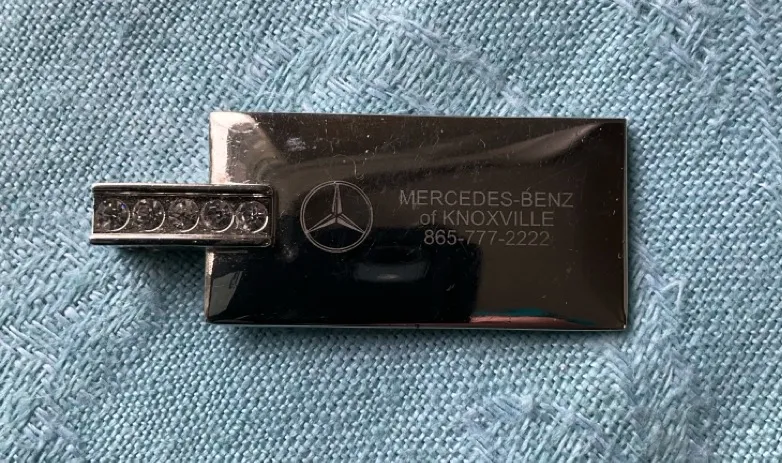 MERCEDES-BENZ
of KNOXVILLE
865-777-2222